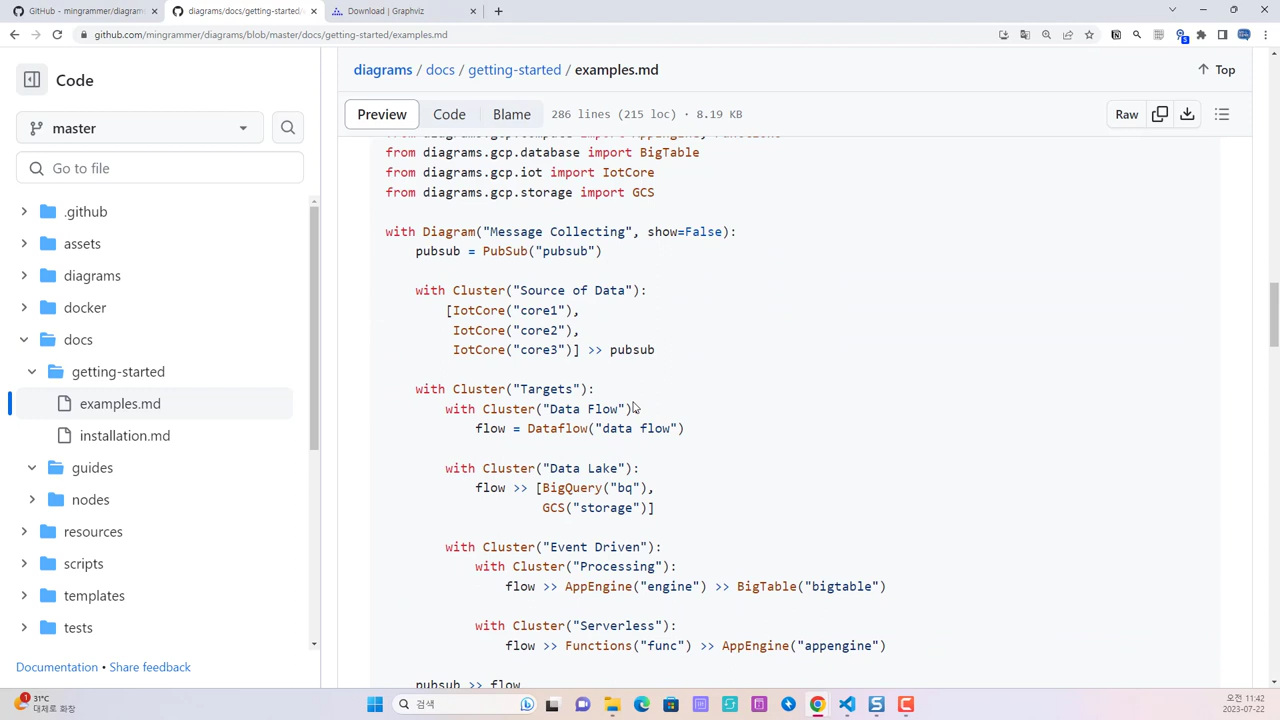 GitHub - mingrammer/diagram
diagrams/docs/getting-started/
Download | Graphviz
github.com/mingrammer/diagrams/blob/master/docs/getting-started/examples.md
Code
master
Go to file
.github
assets
diagrams
docker
docs
getting-started
examples.md
installation.md
guides
nodes
resources
scripts
templates
tests
Documentation • Share feedback
diagrams / docs / getting-started / examples.md
Top
Preview Code Blame 286 lines (215 loc) · 8.19 KB
Raw
from diagrams.gcp.compute import AppEngine, Functions
from diagrams.gcp.database import BigTable
from diagrams.gcp.iot import IotCore
from diagrams.gcp.storage import GCS
with Diagram("Message Collecting", show=False):
pubsub = PubSub("pubsub")
with Cluster("Source of Data"):
[IotCore("core1"),
IotCore("core2"),
IotCore("core3")] >> pubsub
with Cluster("Targets"):
with Cluster("Data Flow")
flow = Dataflow("data flow")
with Cluster("Data Lake"):
flow >> [BigQuery("bq"),
GCS("storage")]
with Cluster("Event Driven"):
with Cluster("Processing"):
flow >> AppEngine("engine") >> BigTable("bigtable")
with Cluster("Serverless"):
flow >> Functions("func") >> AppEngine("appengine")
pubsub >> flow
1
31°C
대체로 화창
검색
오전 11:42
2023-07-22